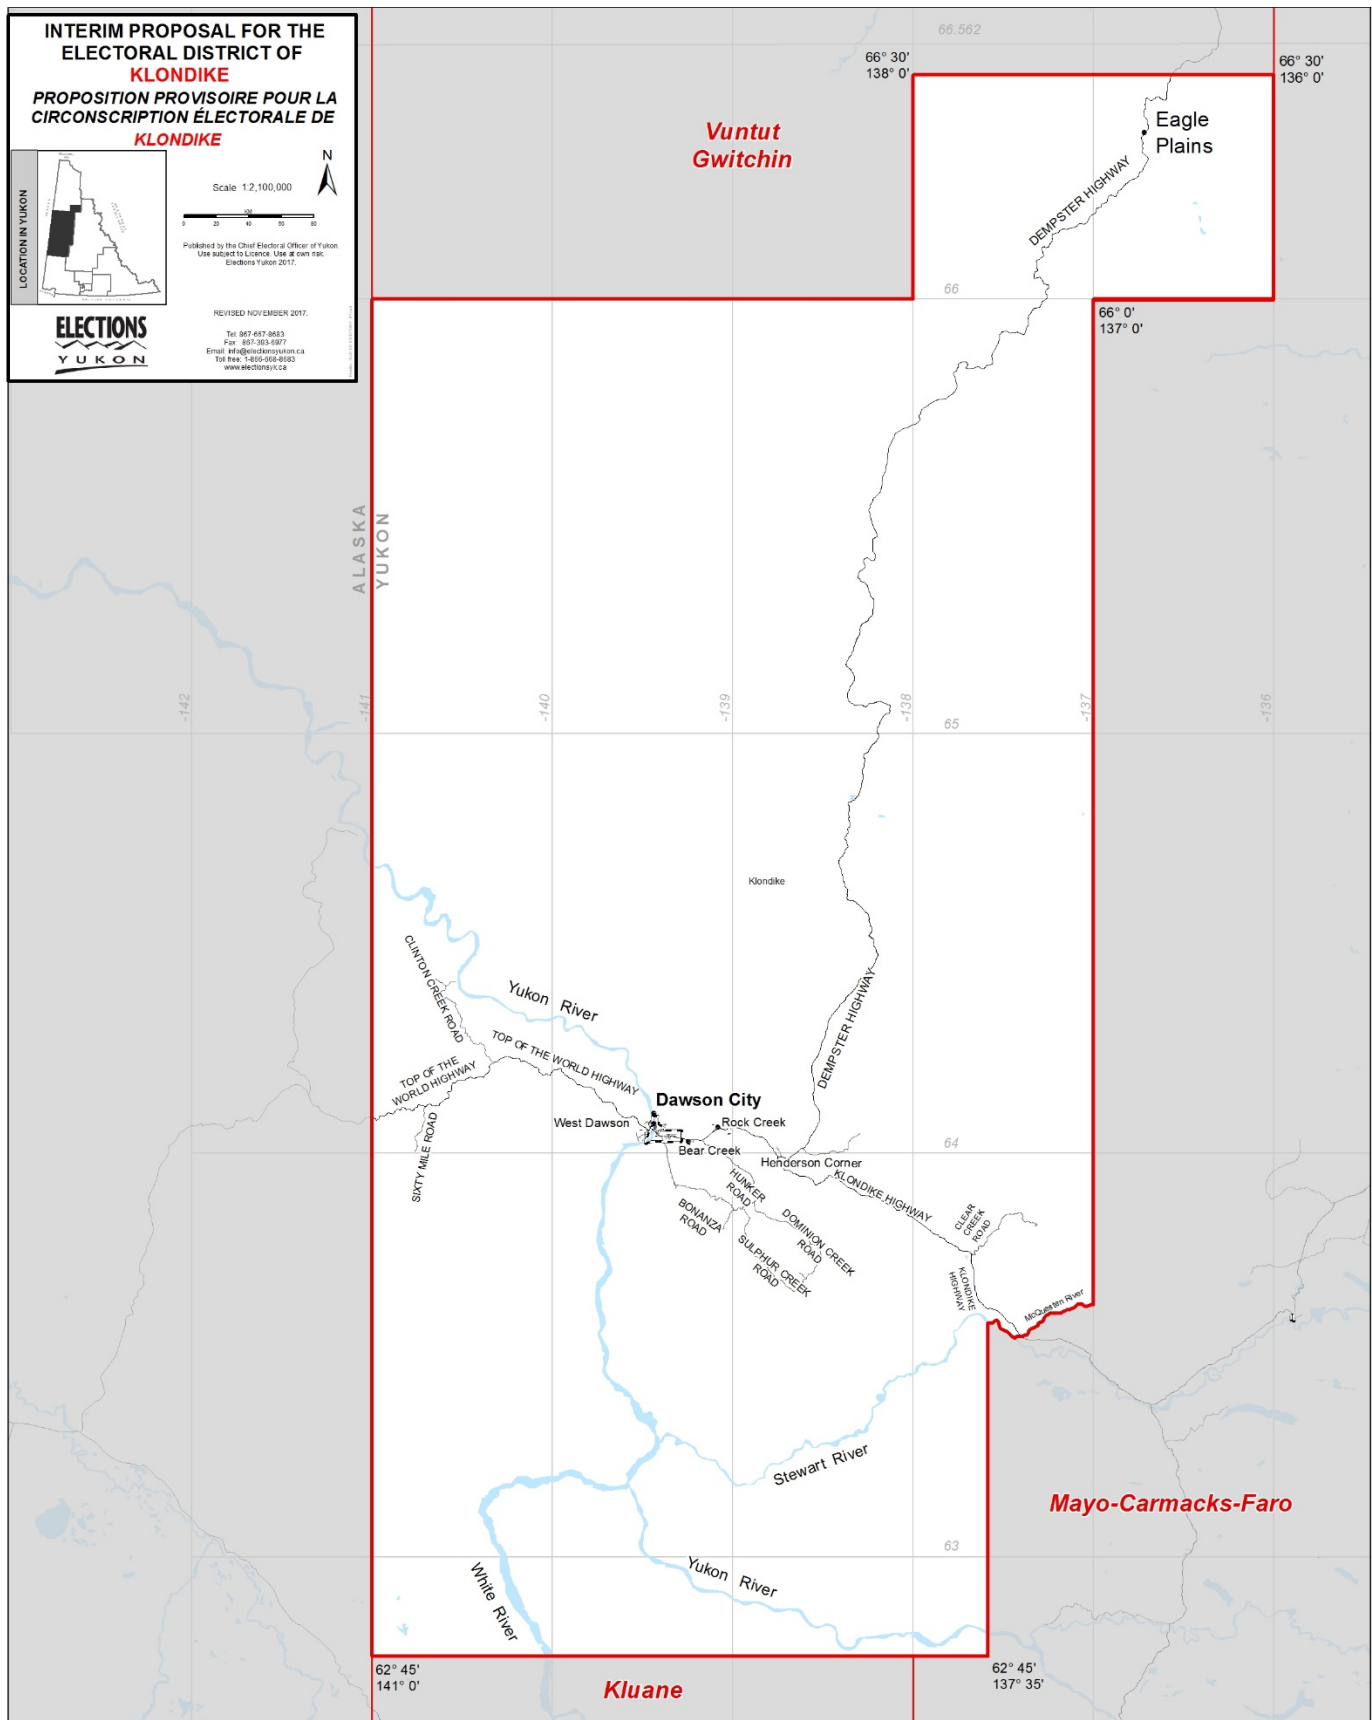 INTERIM PROPOSAL FOR THE
ELECTORAL DISTRICT OF
KLONDIKE
PROPOSITION PROVISOIRE POUR LA
CIRCONSCRIPTION ÉLECTORALE DE
KLONDIKE
LOCATION IN YUKON
N
Scale 1:2,100,000
KM
0 20 40 60 80
Published by the Chief Electoral Officer of Yukon.
Use subject to Licence. Use at own risk.
Elections Yukon 2017.
REVISED NOVEMBER 2017.
Tel: 867-667-8683
Fax: 867-393-6977
Email: info@electionsyukon.ca
Toll free: 1-866-668-8683
www.electionsyk.ca
ELECTIONS
YUKON
66.562
66° 30'
138° 0'
66° 30'
136° 0'
Vuntut
Gwitchin
Eagle
Plains
DEMPSTER HIGHWAY
66
66° 0'
137° 0'
ALASKA
YUKON
-142
-141
-140
-139
-138
-137
-136
65
Klondike
CLINTON CREEK ROAD
Yukon River
DEMPSTER HIGHWAY
TOP OF THE WORLD HIGHWAY
TOP OF THE
WORLD HIGHWAY
SIXTY MILE ROAD
Dawson City
West Dawson
Rock Creek
Bear Creek
64
Henderson Corner
HUNKER
ROAD
KLONDIKE HIGHWAY
BONANZA
ROAD
DOMINION CREEK
ROAD
CLEAR
CREEK
ROAD
SULPHUR CREEK
ROAD
KLONDIKE
HIGHWAY
McQuesten River
Stewart River
Mayo-Carmacks-Faro
63
Yukon River
White River
62° 45'
141° 0'
62° 45'
137° 35'
Kluane